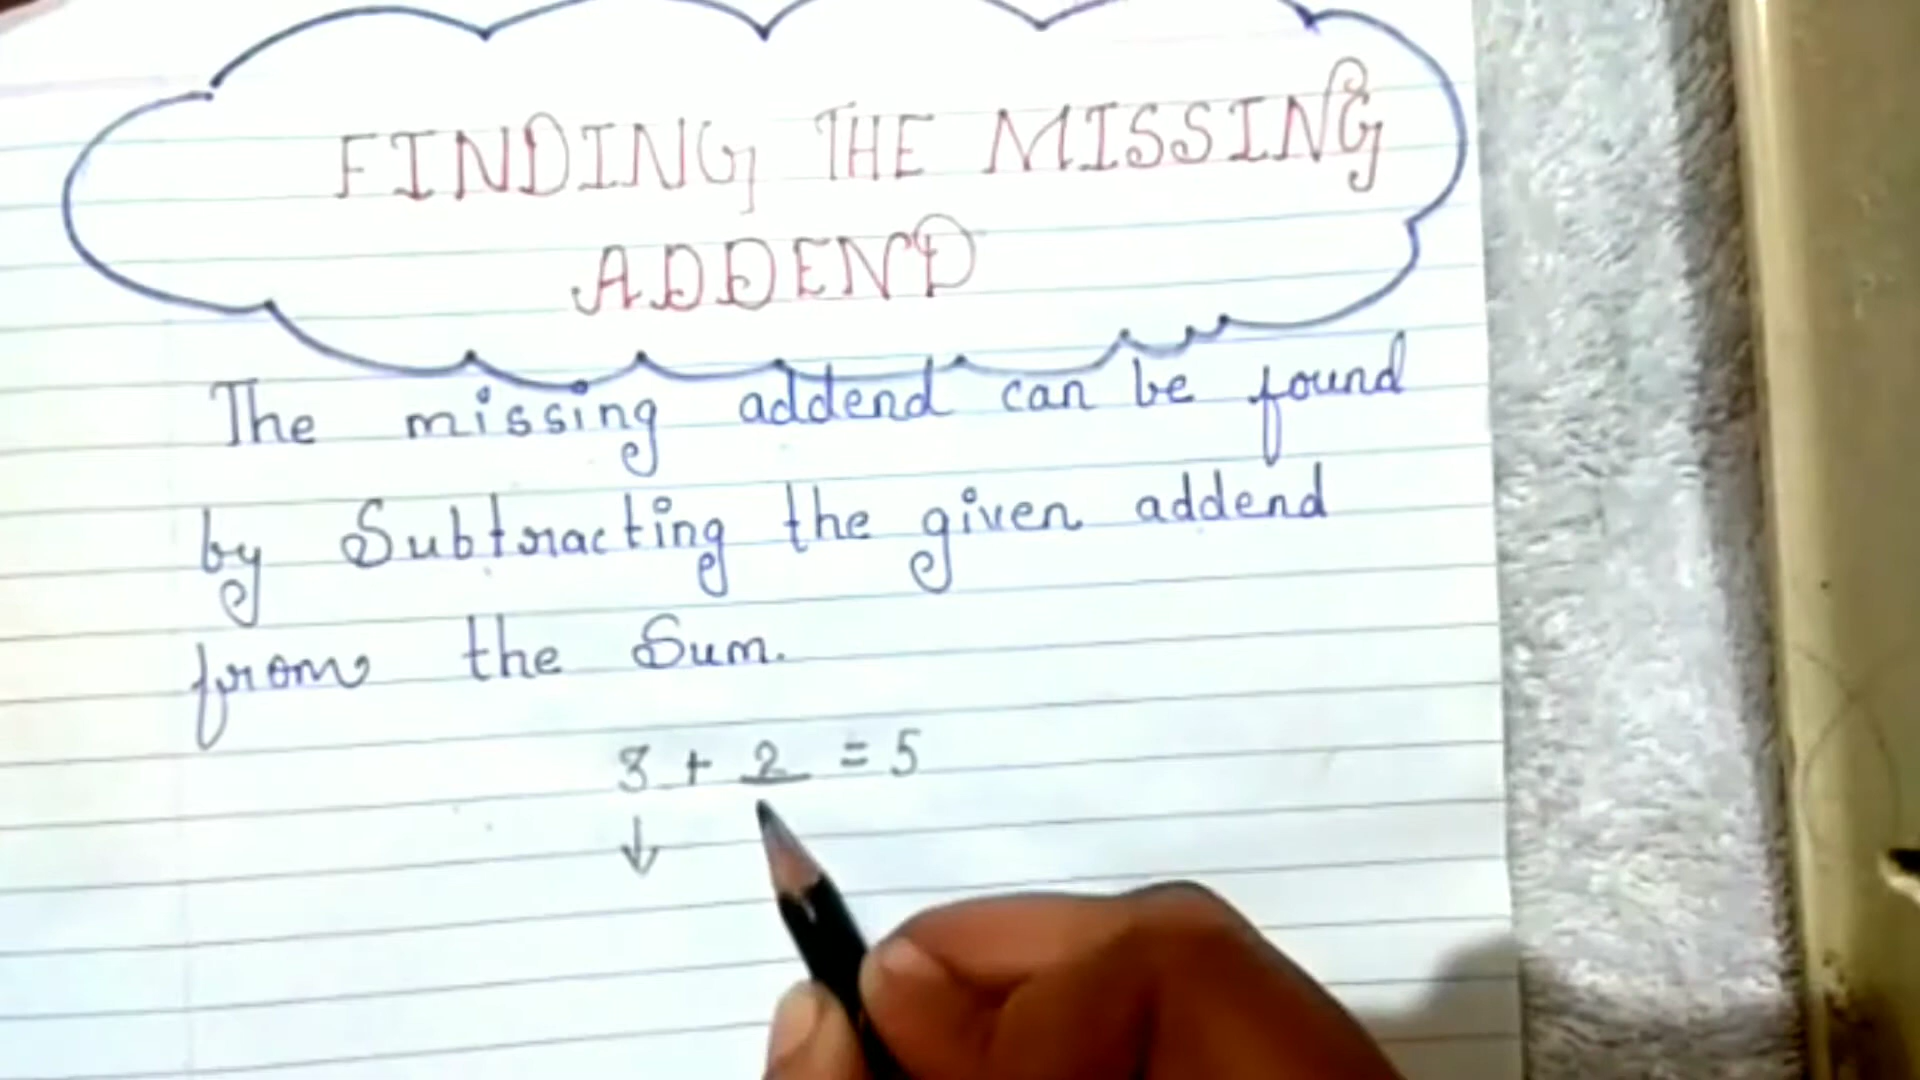 FINDING THE MISSING
ADDEND
The missing addend can be found
by Subtracting the given addend
from the Sum.
3 + 2 = 5
↓